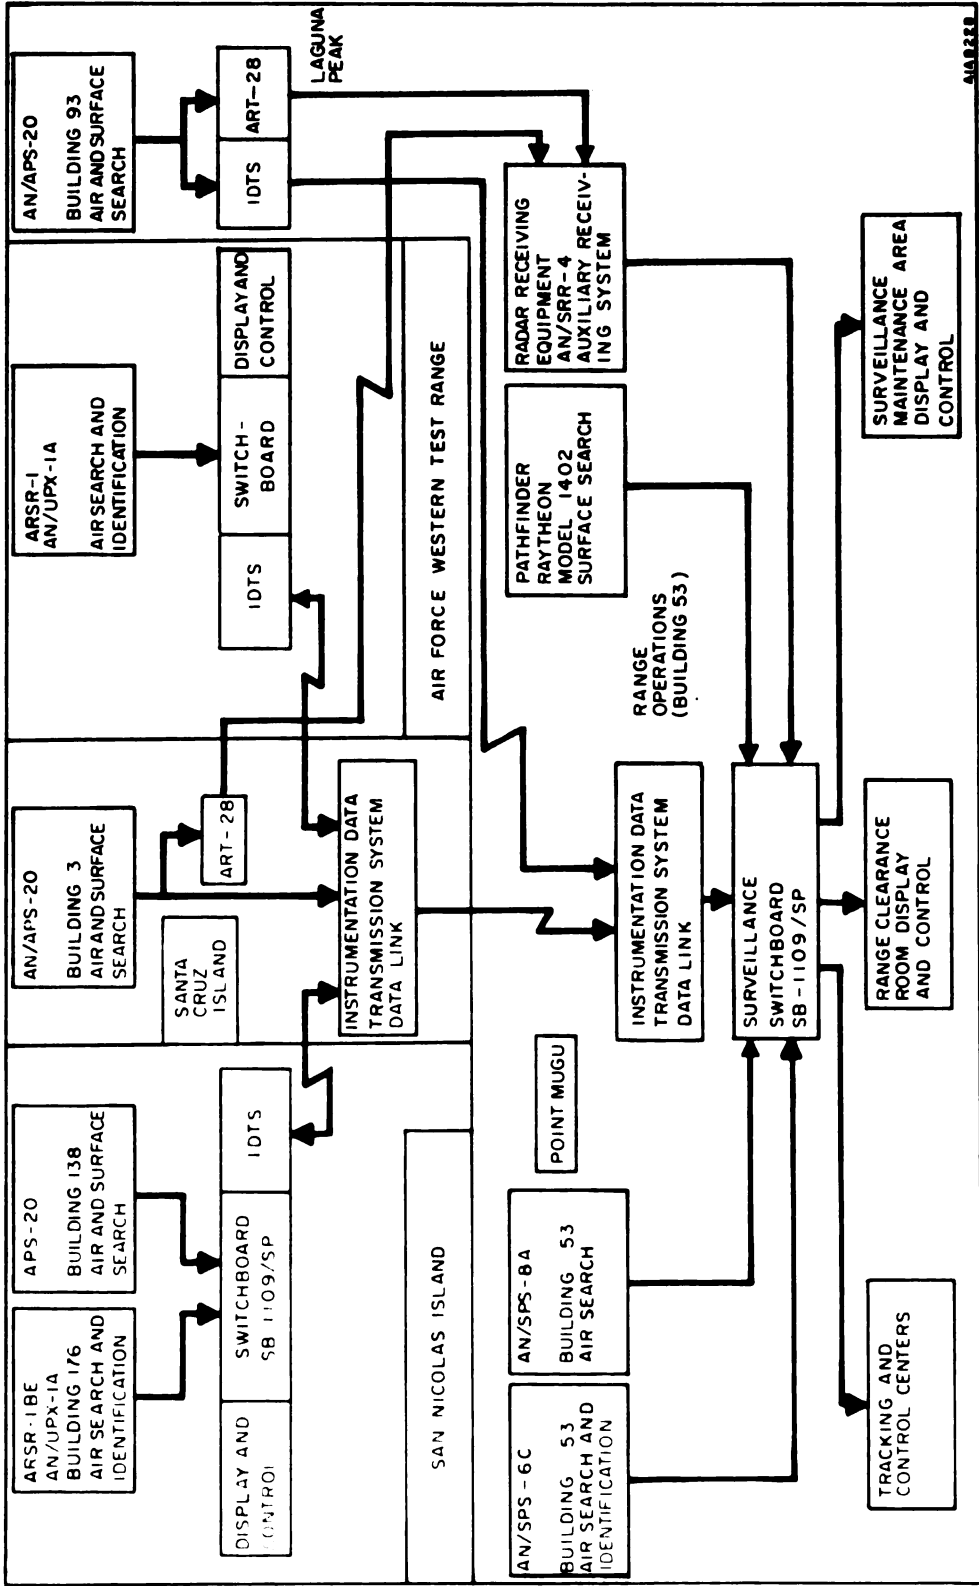 ARSR-1BE
AN/UPX-1A
BUILDING 176
AIR SEARCH AND
IDENTIFICATION
APS-20
BUILDING 138
AIR AND SURFACE
SEARCH
DISPLAY AND
CONTROL
SWITCHBOARD
SB 1109/SP
IDTS
SAN NICOLAS ISLAND
AN/APS-20
BUILDING 3
AIR AND SURFACE
SEARCH
SANTA
CRUZ
ISLAND
ART-28
INSTRUMENTATION DATA
TRANSMISSION SYSTEM
DATA LINK
ARSR-1
AN/UPX-1A
AIR SEARCH AND
IDENTIFICATION
IDTS
SWITCH-
BOARD
DISPLAY AND
CONTROL
AIR FORCE WESTERN TEST RANGE
AN/APS-20
BUILDING 93
AIR AND SURFACE
SEARCH
IDTS
ART-28
LAGUNA
PEAK
AN/SPS-6C
BUILDING 53
AIR SEARCH AND
IDENTIFICATION
AN/SPS-8A
BUILDING 53
AIR SEARCH
POINT MUGU
INSTRUMENTATION DATA
TRANSMISSION SYSTEM
DATA LINK
RANGE
OPERATIONS
(BUILDING 53)
PATHFINDER
RAYTHEON
MODEL 1402
SURFACE SEARCH
RADAR RECEIVING
EQUIPMENT
AN/SRR-4
AUXILIARY RECEIV-
ING SYSTEM
SURVEILLANCE
SWITCHBOARD
SB-1109/SP
TRACKING AND
CONTROL CENTERS
RANGE CLEARANCE
ROOM DISPLAY
AND CONTROL
SURVEILLANCE
MAINTENANCE AREA
DISPLAY AND
CONTROL